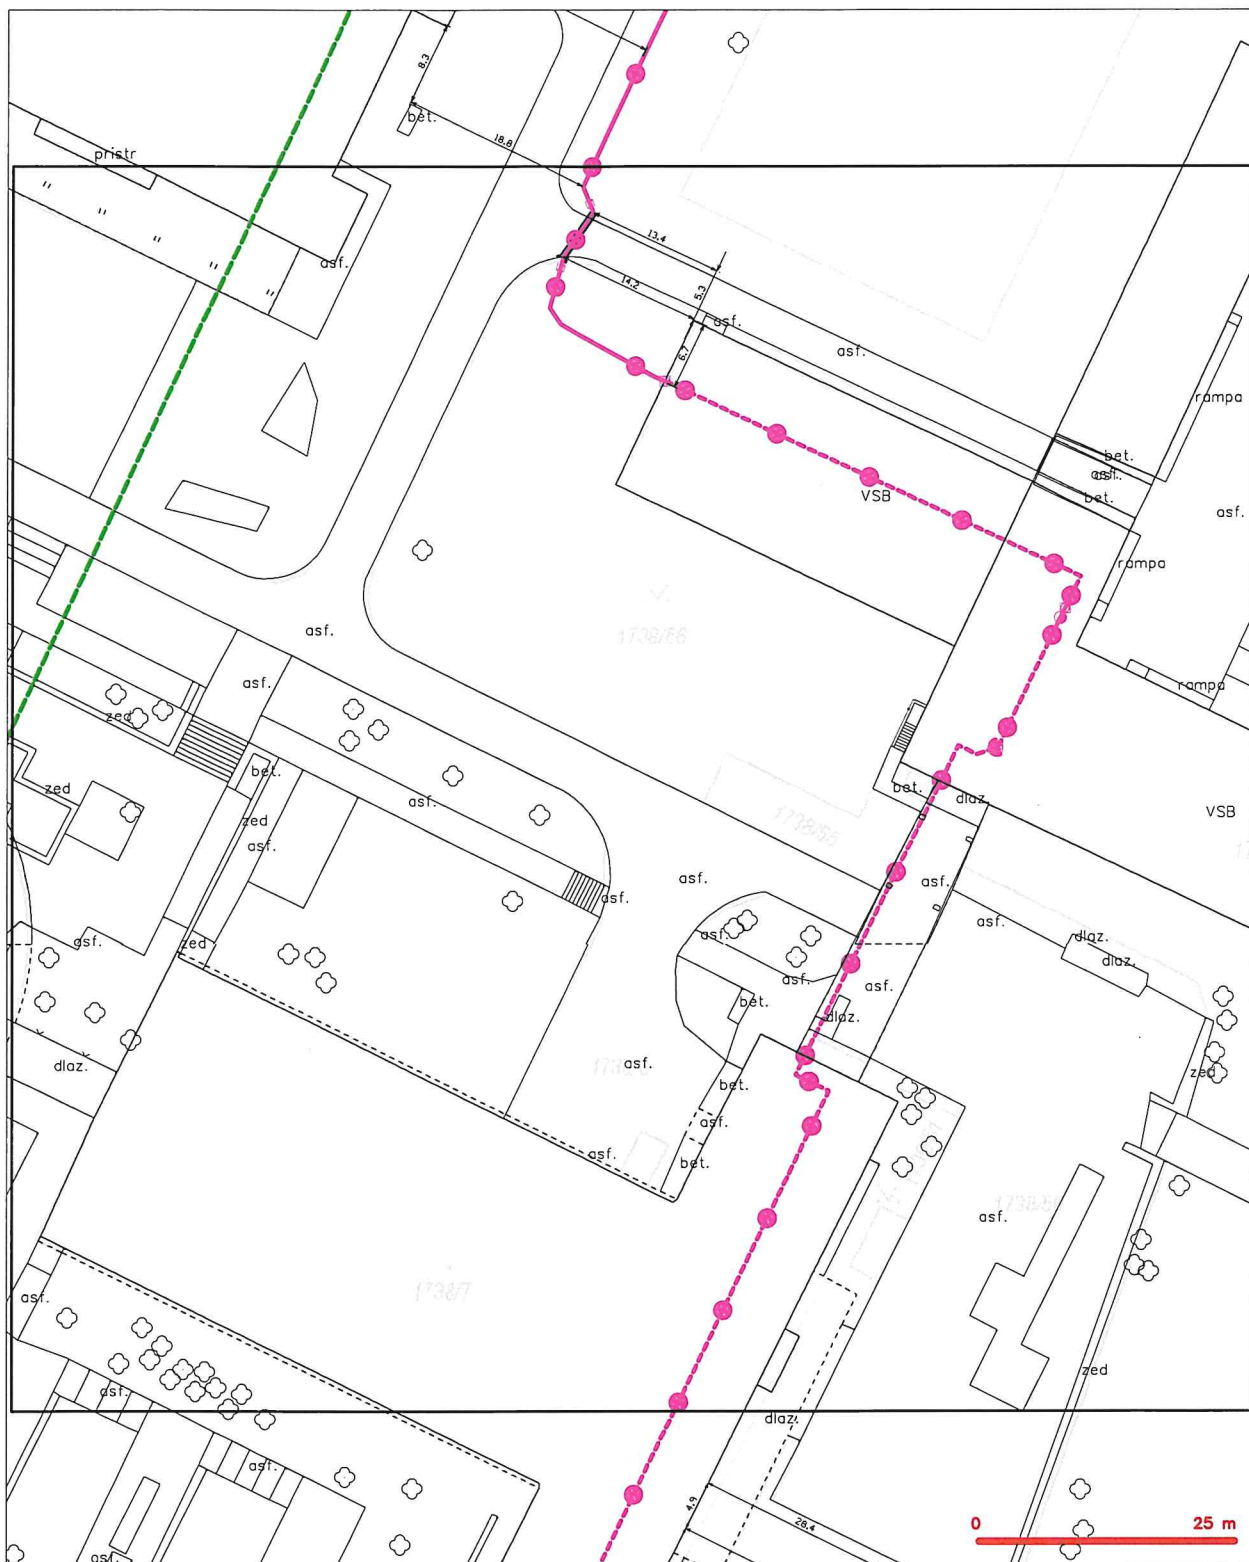 8.3
bet.
18.8
pristr
13.4
asf.
14.2
5.3
asf.
asf.
6.7
rampa
bet.
asf.
VSB
bet.
asf.
rampa
asf.
1738/66
asf.
rampa
zed
bet.
zed
bet.
dlaz.
asf.
VSB
zed
1738/65
asf.
asf.
asf.
asf.
asf.
asf.
zed
asf.
dlaz.
dlaz.
asf.
asf.
bet.
dlaz.
asf.
dlaz.
zed
bet.
asf.
asf.
bet.
asf.
1738/7
asf.
zed
asf.
dlaz.
asf.
4.9
28.4
0
25 m
asf.